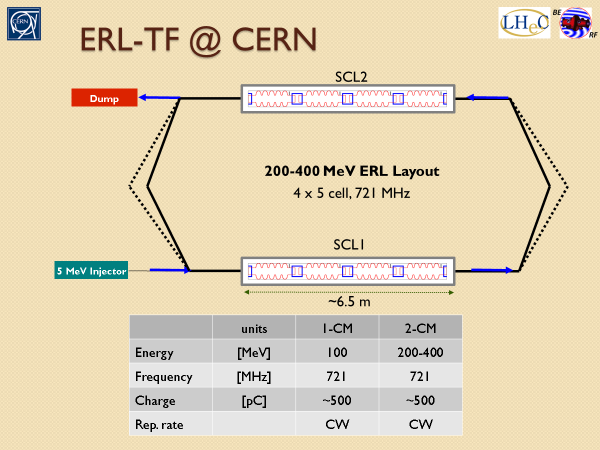 CERN
ERL-TF @ CERN
LHeC
BE
RF
SCL2
Dump
200-400 MeV ERL Layout
4 x 5 cell, 721 MHz
SCL1
5 MeV Injector
~6.5 m
units 1-CM 2-CM
Energy [MeV] 100 200-400
Frequency [MHz] 721 721
Charge [pC] ~500 ~500
Rep. rate CW CW